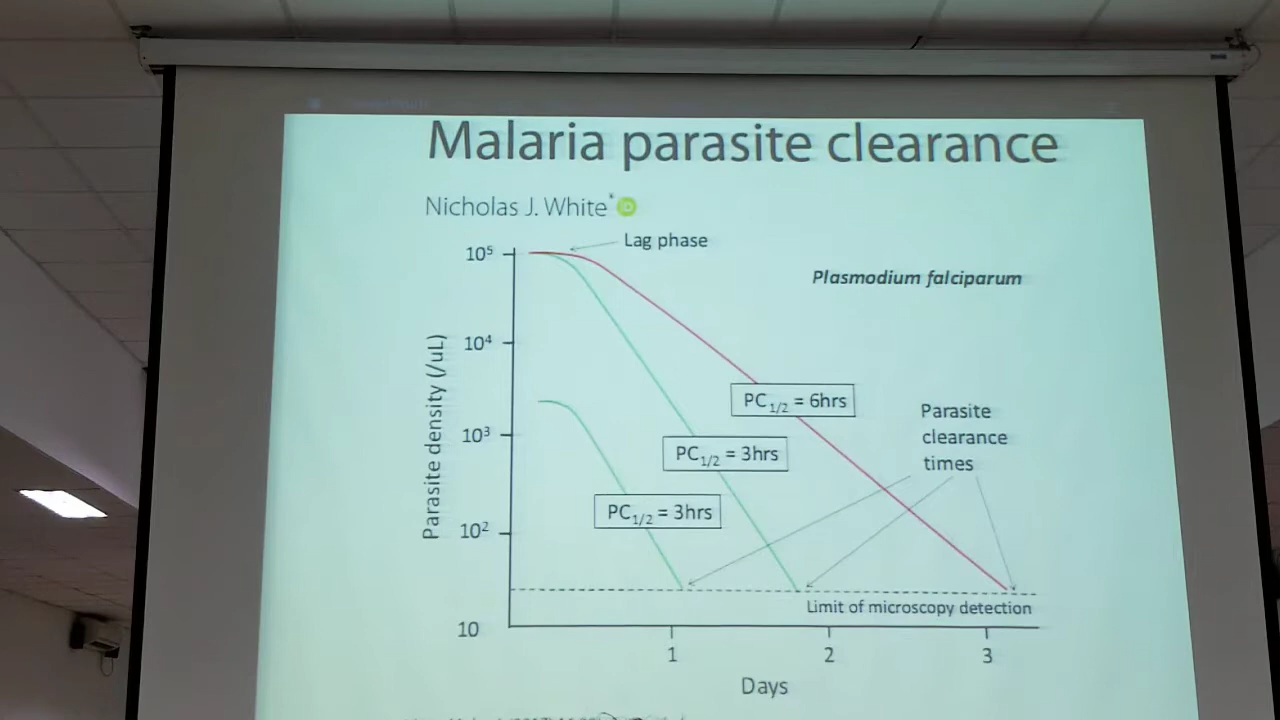 Malaria parasite clearance
Nicholas J. White*
Lag phase
Plasmodium falciparum
10⁵
10⁴
10³
10²
10
Parasite density (/uL)
PC1/2 = 6hrs
PC1/2 = 3hrs
PC1/2 = 3hrs
Parasite
clearance
times
Limit of microscopy detection
1 2 3
Days